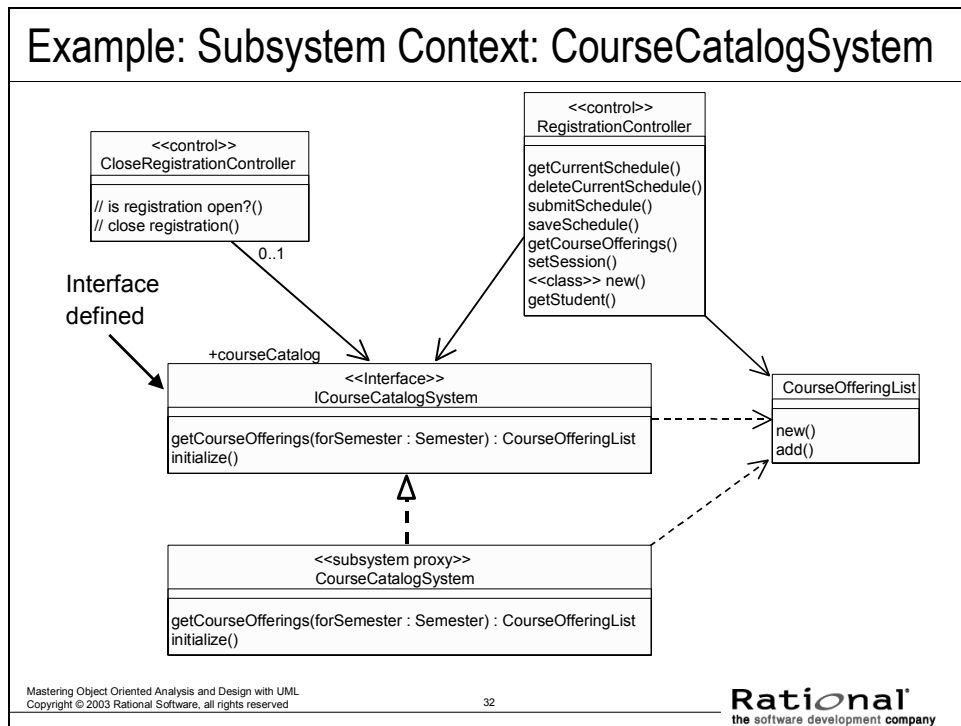 Example: Subsystem Context: CourseCatalogSystem
<<control>>
CloseRegistrationController
// is registration open?()
// close registration()
0..1
<<control>>
RegistrationController
getCurrentSchedule()
deleteCurrentSchedule()
submitSchedule()
saveSchedule()
getCourseOfferings()
setSession()
<<class>> new()
getStudent()
Interface
defined
+courseCatalog
<<Interface>>
ICourseCatalogSystem
getCourseOfferings(forSemester : Semester) : CourseOfferingList
initialize()
CourseOfferingList
new()
add()
<<subsystem proxy>>
CourseCatalogSystem
getCourseOfferings(forSemester : Semester) : CourseOfferingList
initialize()
Mastering Object Oriented Analysis and Design with UML
Copyright © 2003 Rational Software, all rights reserved
32
Rational
the software development company